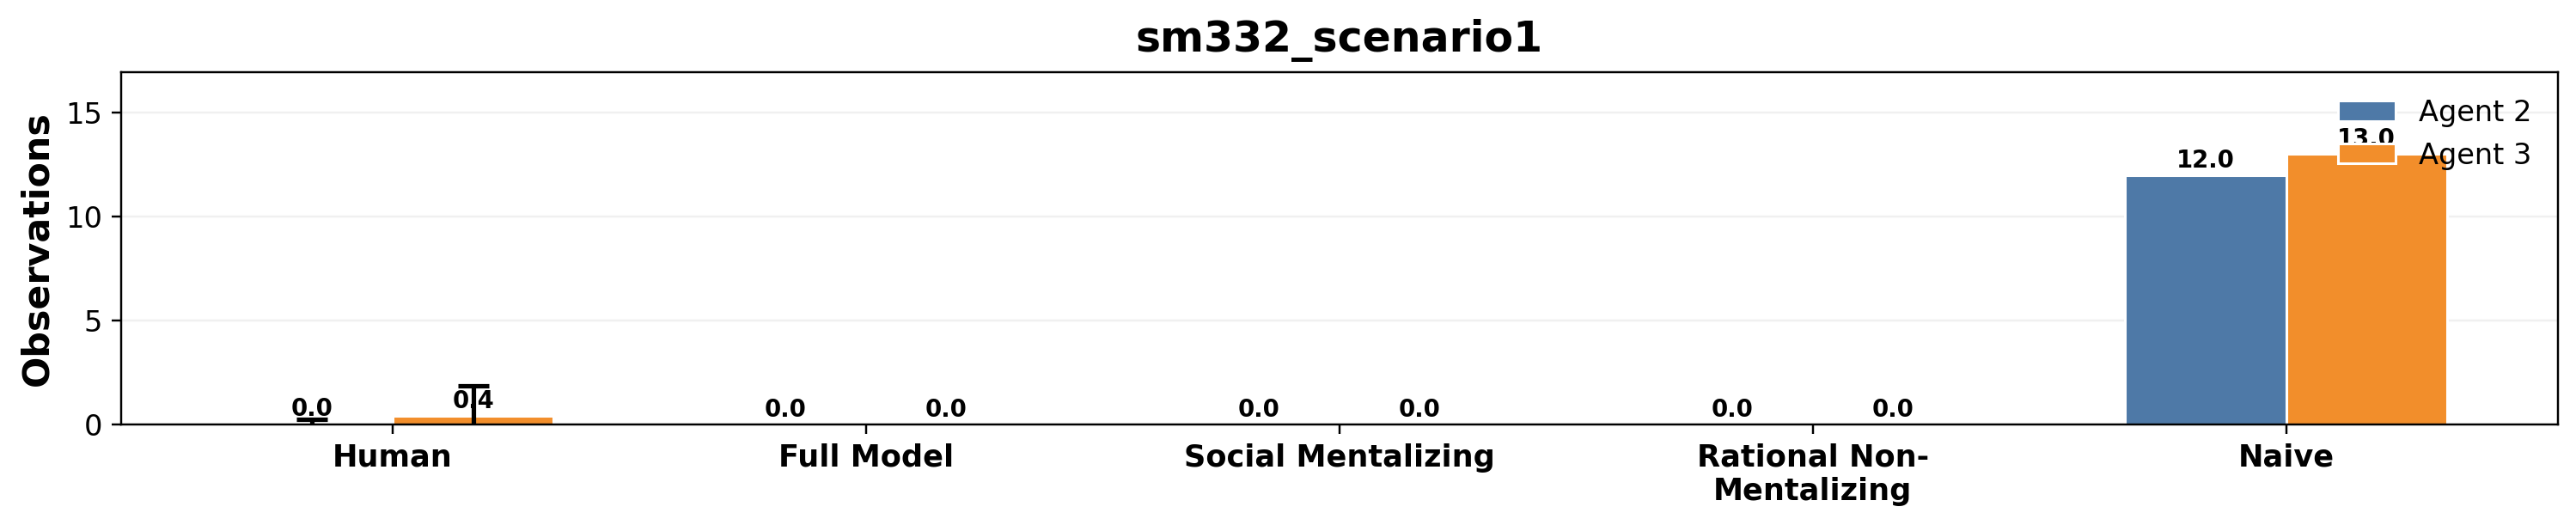 sm332_scenario1
Observations
15
10
5
0
Agent 2
Agent 3
0.0
0.4
0.0
0.0
0.0
0.0
0.0
0.0
12.0
13.0
Human
Full Model
Social Mentalizing
Rational Non-
Mentalizing
Naive